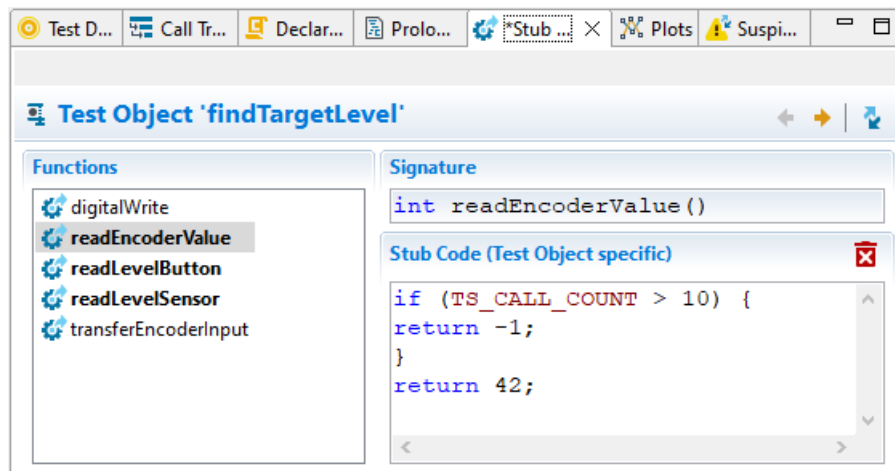 Test D... Call Tr... Declar... Prolo... *Stub ... Plots Suspi...
Test Object 'findTargetLevel'
Functions
digitalWrite
readEncoderValue
readLevelButton
readLevelSensor
transferEncoderInput
Signature
int readEncoderValue()
Stub Code (Test Object specific)
if (TS_CALL_COUNT > 10) {
return -1;
}
return 42;